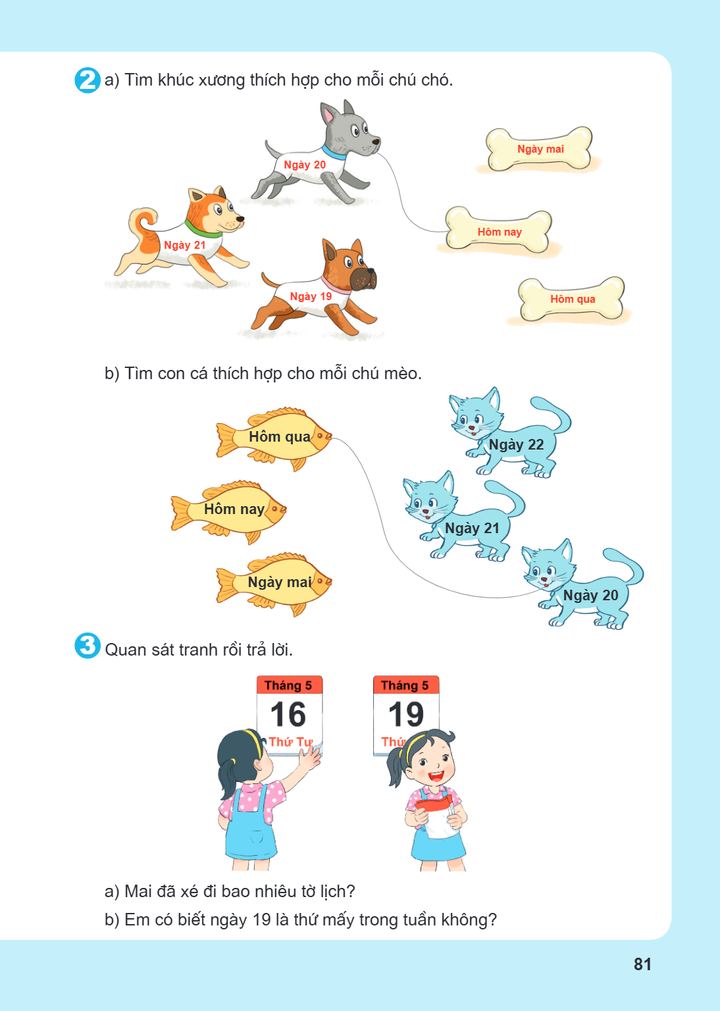 2 a) Tìm khúc xương thích hợp cho mỗi chú chó.
Ngày 20
Ngày mai
Ngày 21
Hôm nay
Ngày 19
Hôm qua
b) Tìm con cá thích hợp cho mỗi chú mèo.
Hôm qua
Ngày 22
Hôm nay
Ngày 21
Ngày mai
Ngày 20
3 Quan sát tranh rồi trả lời.
Tháng 5
16
Thứ Tư
Tháng 5
19
Thứ
a) Mai đã xé đi bao nhiêu tờ lịch?
b) Em có biết ngày 19 là thứ mấy trong tuần không?
81